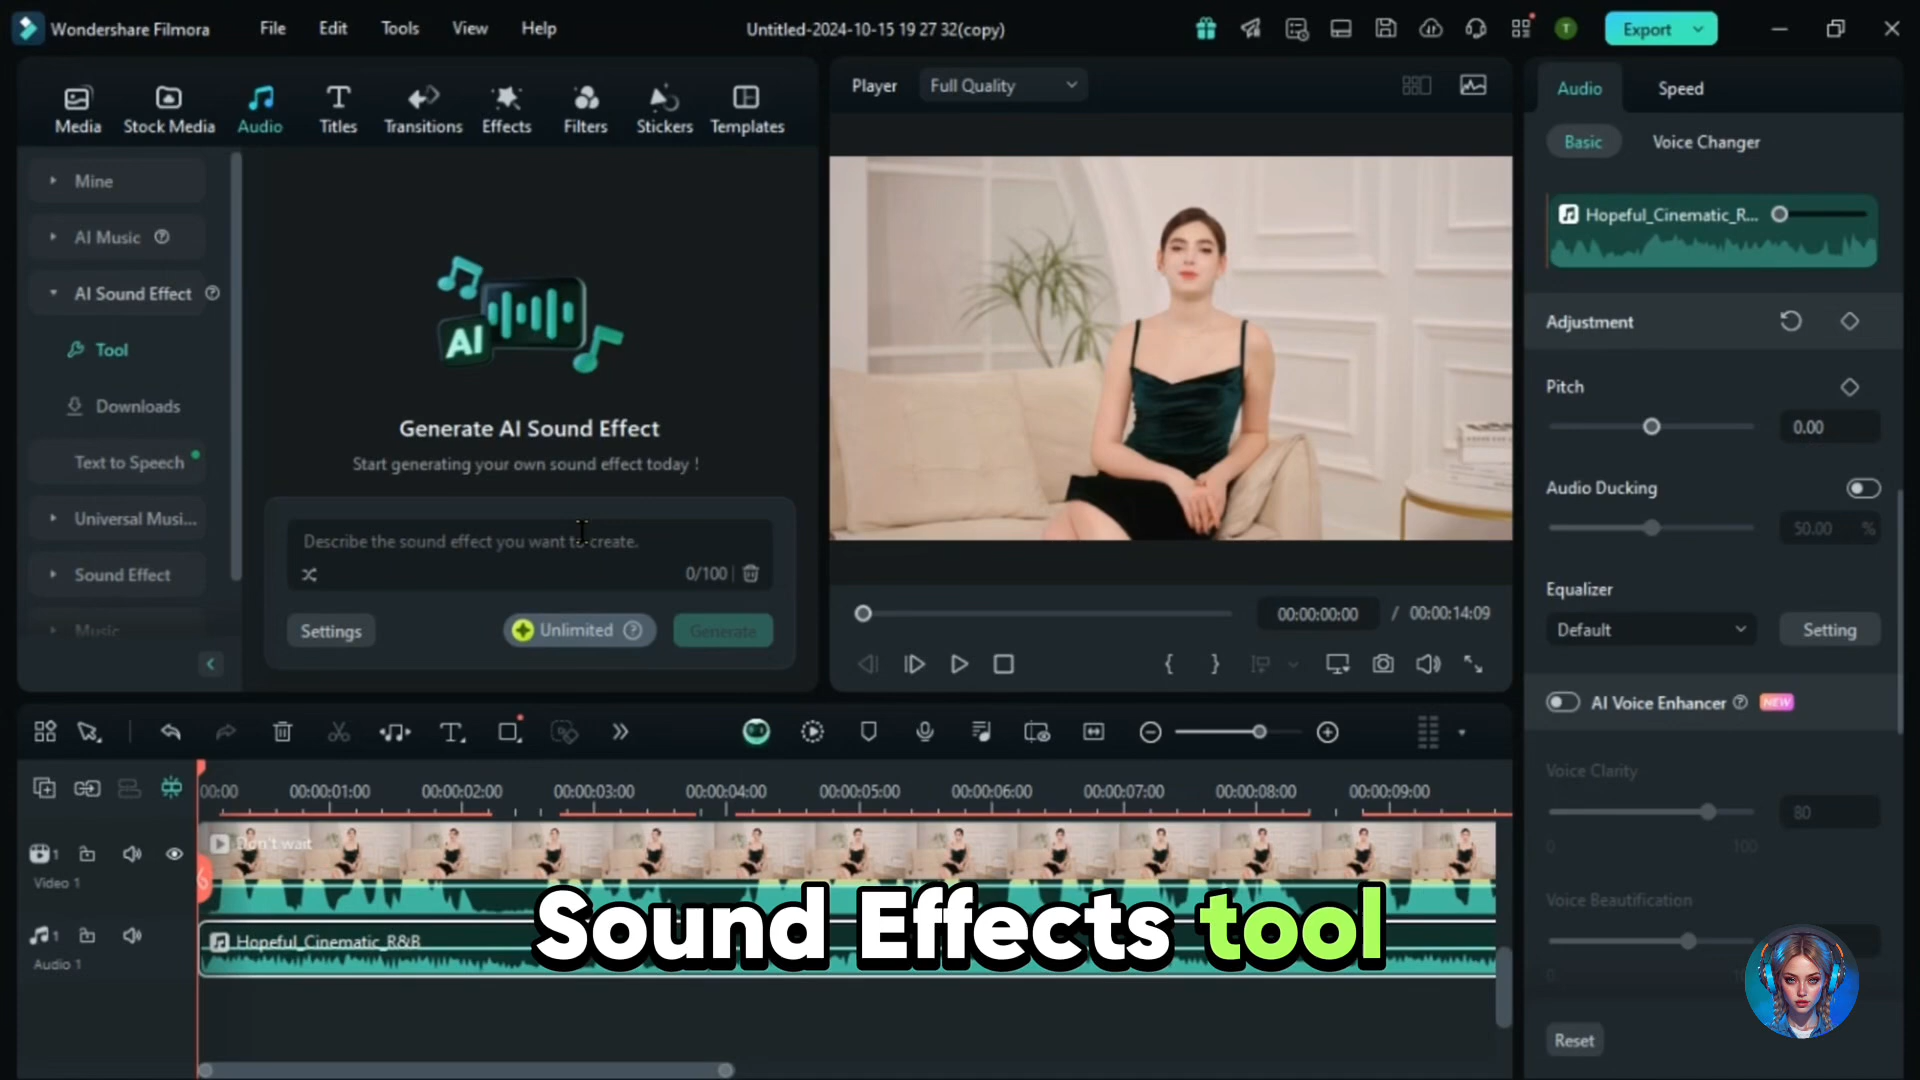 Wondershare Filmora
File
Edit
Tools
View
Help
Untitled-2024-10-15 19 27 32(copy)
T
Export
Media
Stock Media
Audio
Titles
Transitions
Effects
Filters
Stickers
Templates
Mine
AI Music
AI Sound Effect
Tool
Downloads
Text to Speech
Universal Musi...
Sound Effect
Music
AI
Generate AI Sound Effect
Start generating your own sound effect today !
Describe the sound effect you want to create.
0/100
Settings
Unlimited
Generate
Player
Full Quality
00:00:00:00 / 00:00:14:09
Audio
Speed
Basic
Voice Changer
Hopeful_Cinematic_R...
Adjustment
Pitch
0.00
Audio Ducking
50.00 %
Equalizer
Default
Setting
AI Voice Enhancer
NEW
Voice Clarity
80
0
100
Voice Beautification
0
Reset
00:00
00:00:01:00
00:00:02:00
00:00:03:00
00:00:04:00
00:00:05:00
00:00:06:00
00:00:07:00
00:00:08:00
00:00:09:00
1
Video 1
Don't wait
1
Audio 1
Hopeful_Cinematic_R&B
Sound Effects tool